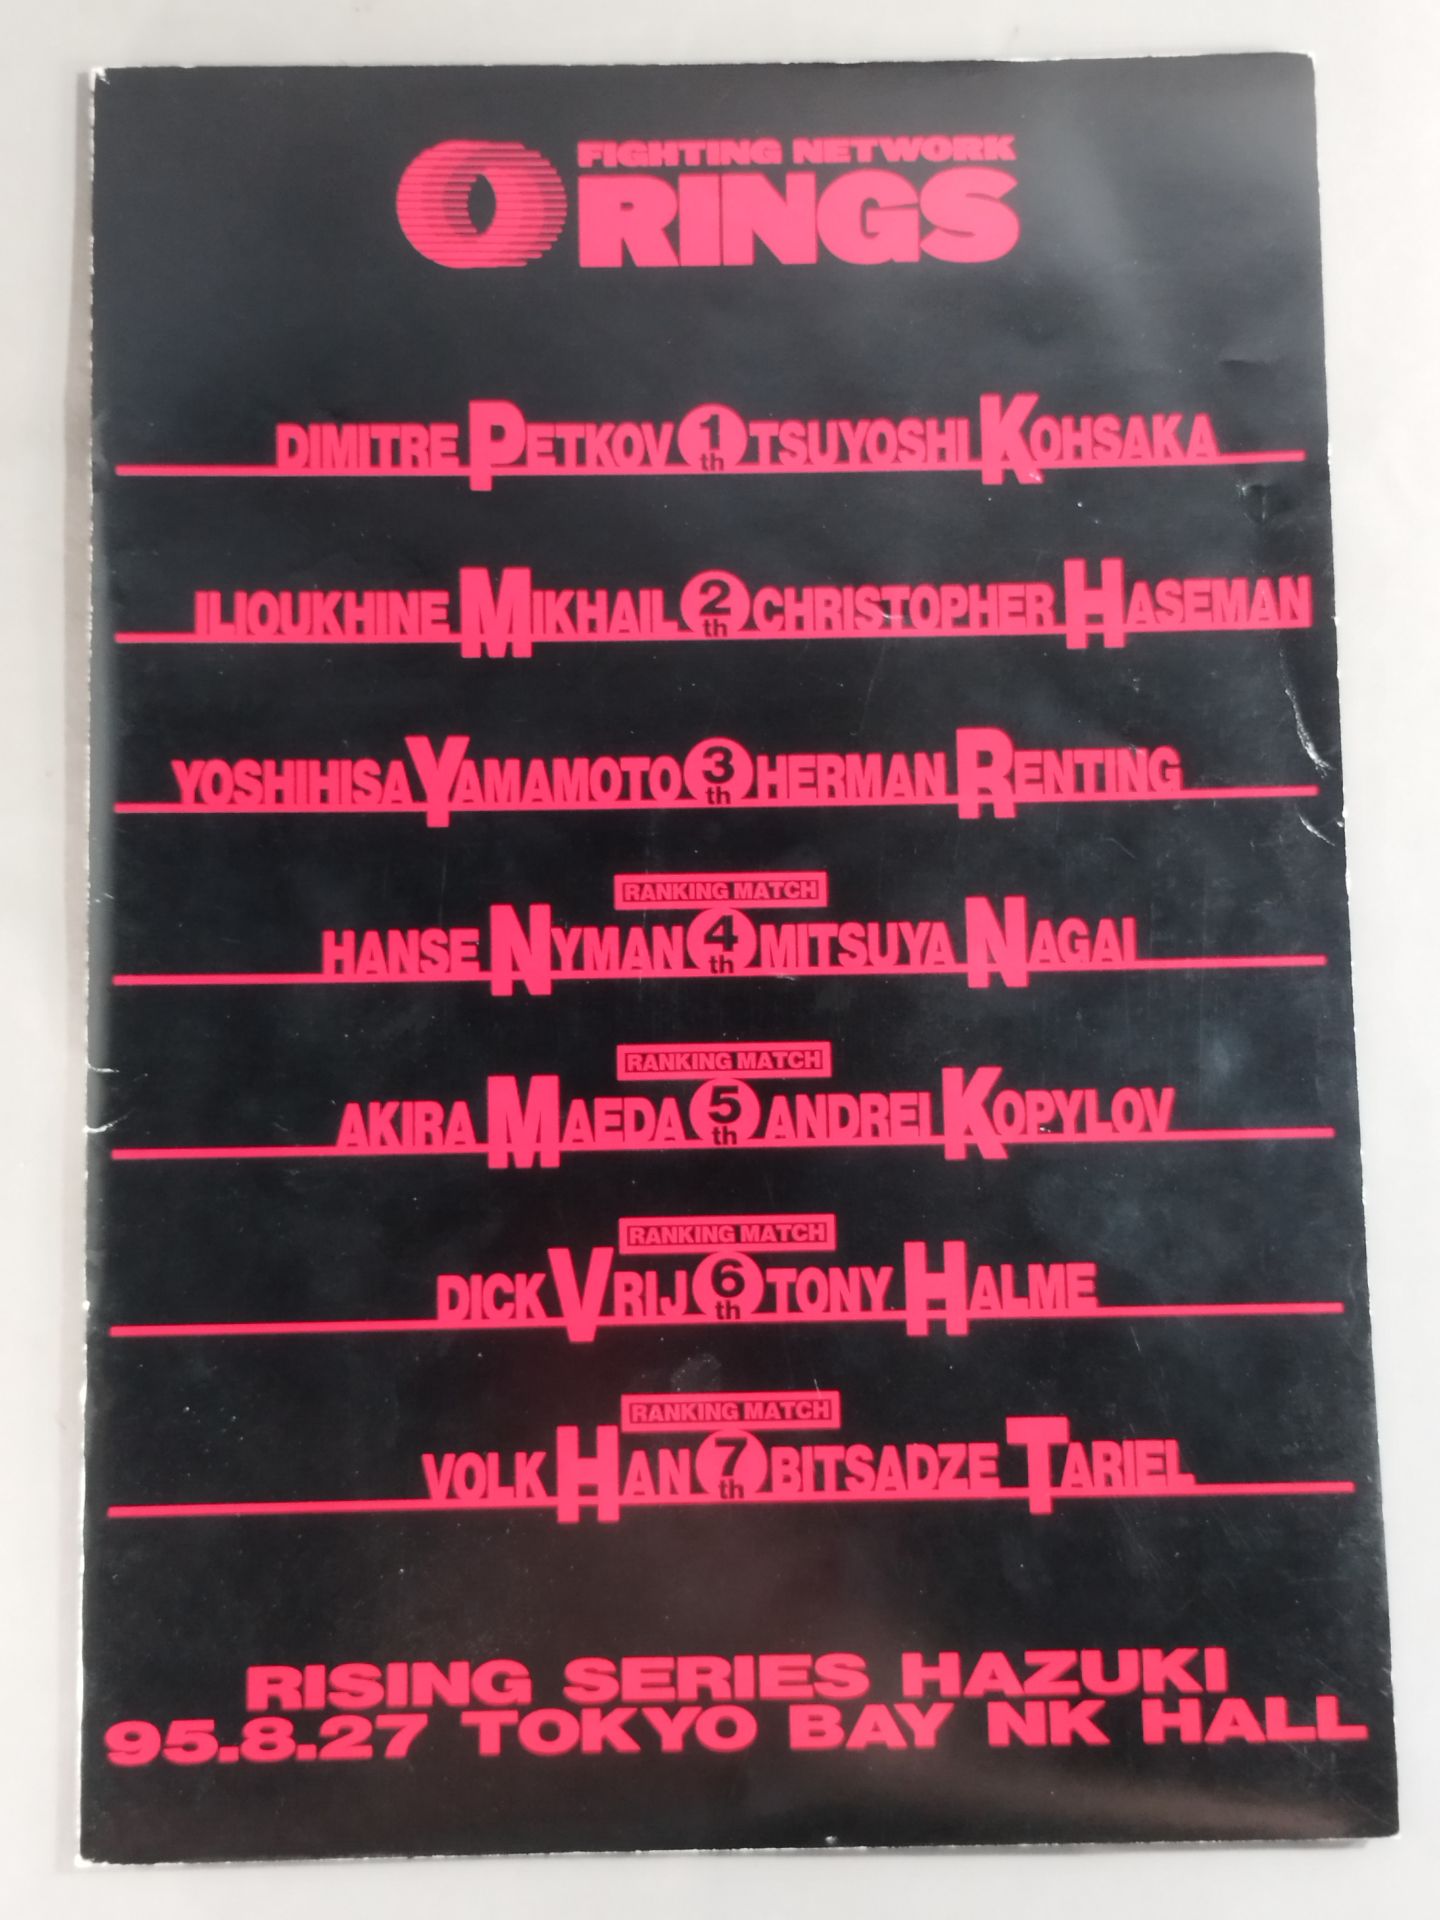 FIGHTING NETWORK
RINGS
DIMITRE PETKOV 1th TSUYOSHI KOHSAKA
ILIOUKHINE MIKHAIL 2th CHRISTOPHER HASEMAN
YOSHIHISA YAMAMOTO 3th HERMAN RENTING
RANKING MATCH
HANSE NYMAN 4th MITSUYA NAGAI
RANKING MATCH
AKIRA MAEDA 5th ANDREI KOPYLOV
RANKING MATCH
DICK VRIJ 6th TONY HALME
RANKING MATCH
VOLK HAN 7th BITSADZE TARIEL
RISING SERIES HAZUKI
95.8.27 TOKYO BAY NK HALL